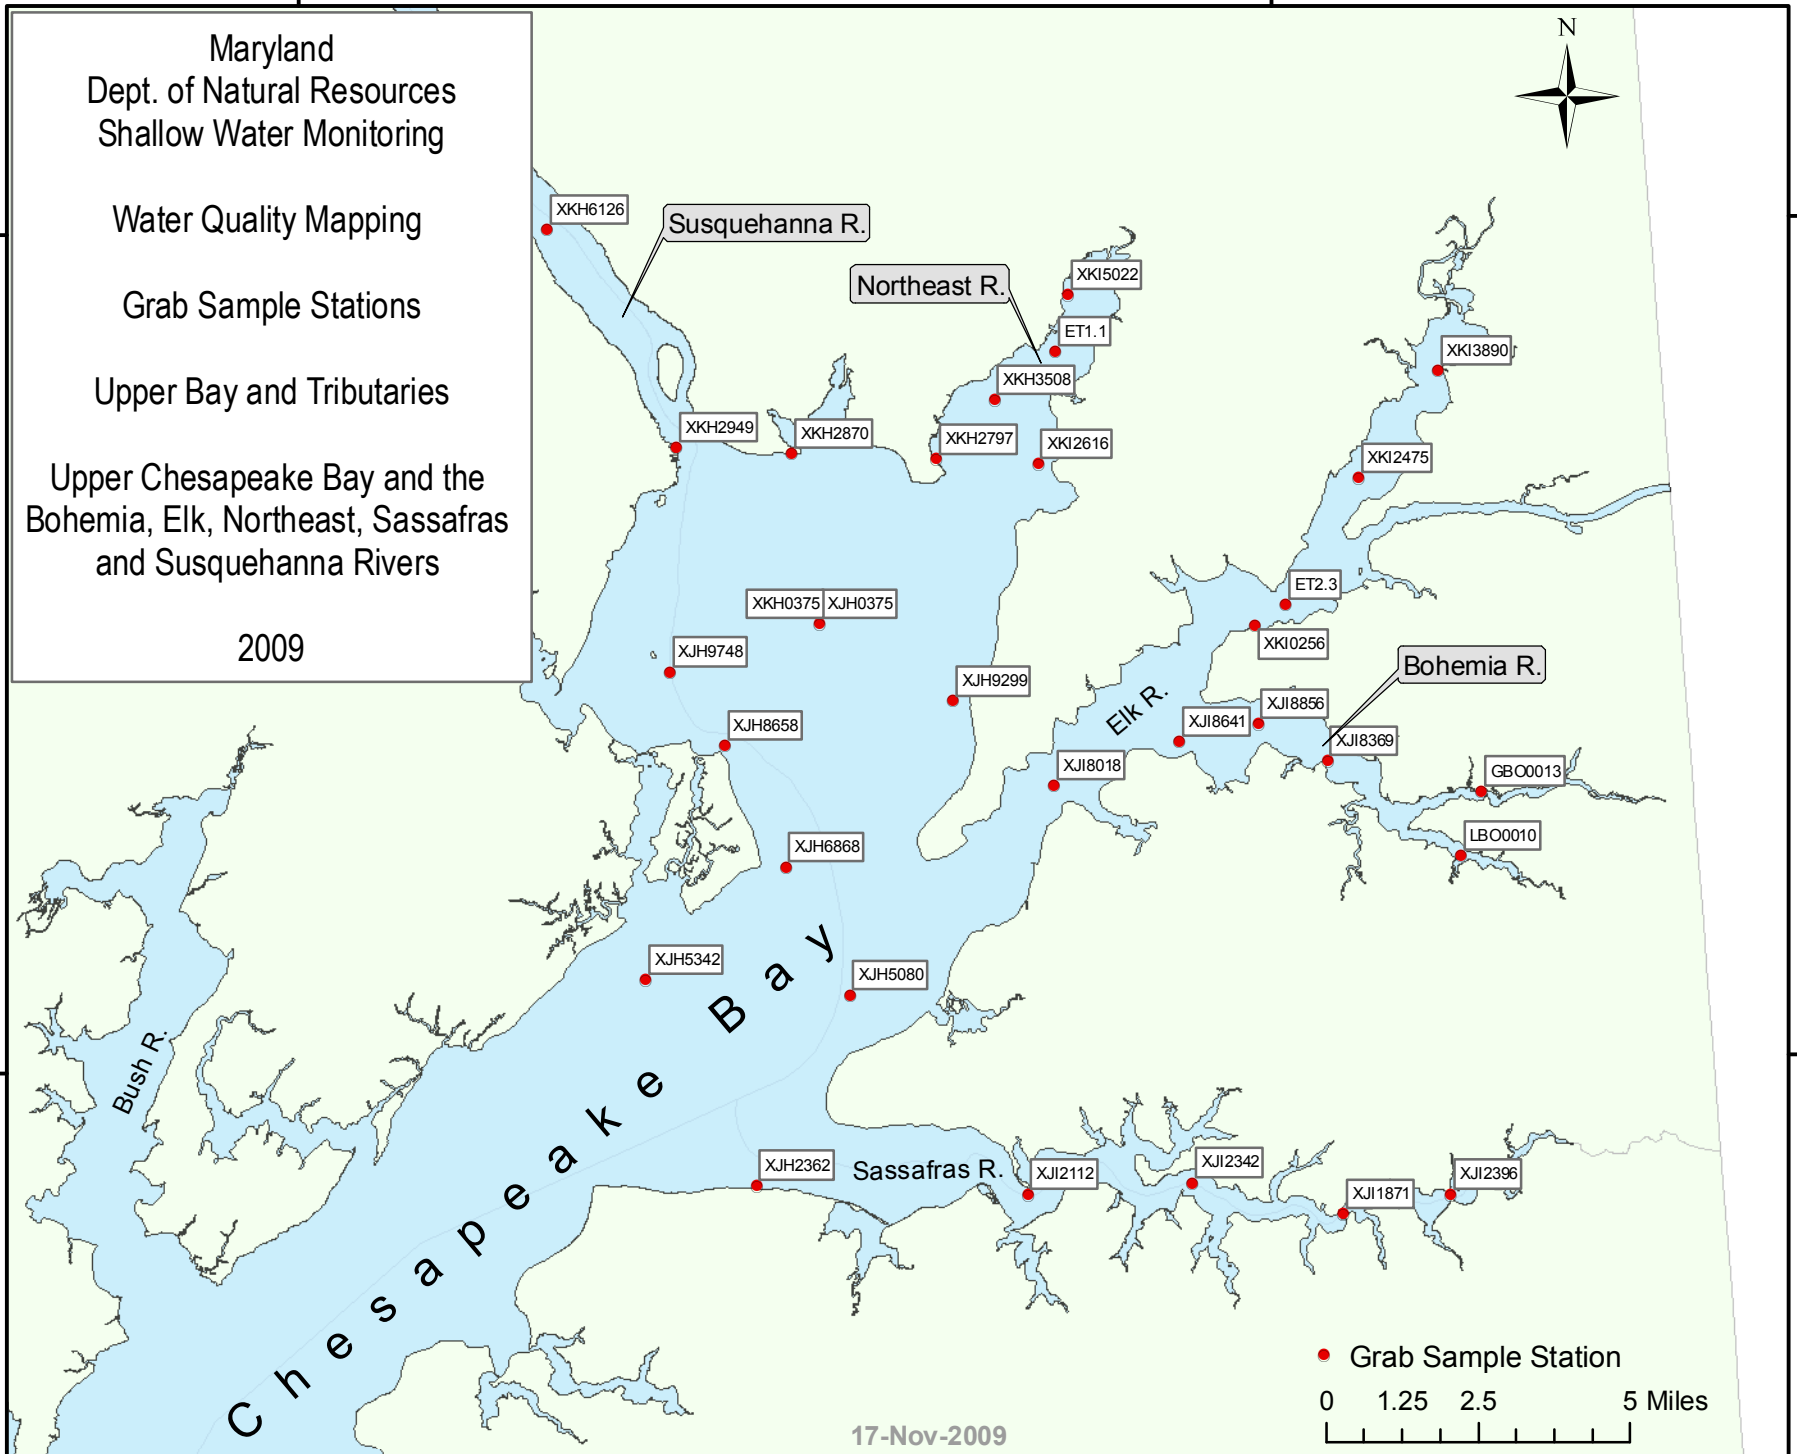 Maryland
Dept. of Natural Resources
Shallow Water Monitoring
Water Quality Mapping
Grab Sample Stations
Upper Bay and Tributaries
Upper Chesapeake Bay and the
Bohemia, Elk, Northeast, Sassafras
and Susquehanna Rivers
2009
N
XKH6126
Susquehanna R.
Northeast R.
XKI5022
ET1.1
XKI3890
XKH3508
XKH2949
XKH2870
XKH2797
XKI2616
XKI2475
ET2.3
XKH0375
XJH0375
XKI0256
XJH9748
Bohemia R.
XJH9299
Elk R.
XJI8856
XJH8658
XJI8641
XJI8369
XJI8018
GBO0013
LBO0010
XJH6868
XJH5342
XJH5080
Chesapeake Bay
Bush R.
XJH2362
Sassafras R.
XJI2112
XJI2342
XJI1871
XJI2396
Grab Sample Station
0 1.25 2.5 5 Miles
17-Nov-2009